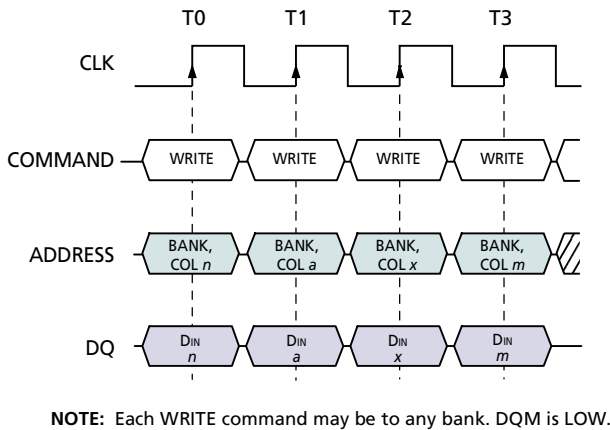 T0 T1 T2 T3
CLK
COMMAND WRITE WRITE WRITE WRITE
ADDRESS BANK, COL n BANK, COL a BANK, COL x BANK, COL m
DQ DIN n DIN a DIN x DIN m
NOTE: Each WRITE command may be to any bank. DQM is LOW.